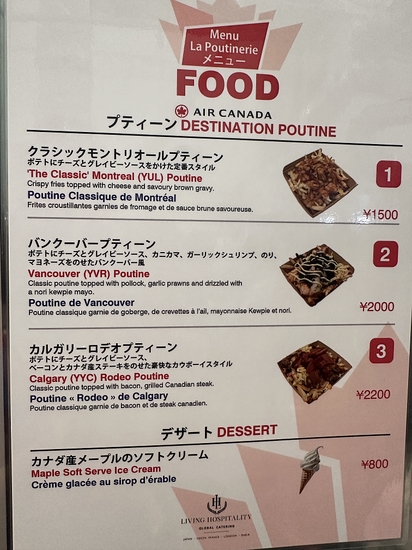 Menu
La Poutinerie
メニュー
FOOD
AIR CANADA
プティーン DESTINATION POUTINE
クラシックモントリオールプティーン
ポテトにチーズとグレイビーソースをかけた定番スタイル
'The Classic' Montreal (YUL) Poutine
Crispy fries topped with cheese and savoury brown gravy.
Poutine Classique de Montréal
Frites croustillantes garnies de fromage et de sauce brune savoureuse.
1
¥1500
バンクーバープティーン
ポテトにチーズとグレイビーソース、カニカマ、ガーリックシュリンプ、のり、
マヨネーズをのせたバンクーバー風
Vancouver (YVR) Poutine
Classic poutine topped with pollock, garlic prawns and drizzled with
a nori kewpie mayo.
Poutine de Vancouver
Poutine classique garnie de goberge, de crevettes à l'ail, mayonnaise Kewpie et nori.
2
¥2000
カルガリーロデオプティーン
ポテトにチーズとグレイビーソース、
ベーコンとカナダ産ステーキをのせた豪快なカウボーイスタイル
Calgary (YYC) Rodeo Poutine
Classic poutine topped with bacon, grilled Canadian steak.
Poutine « Rodeo » de Calgary
Poutine classique garnie de bacon et de steak canadien.
3
¥2200
デザート DESSERT
カナダ産メープルのソフトクリーム
Maple Soft Serve Ice Cream
Crème glacée au sirop d'érable
¥800
LIVING HOSPITALITY
GLOBAL CATERING